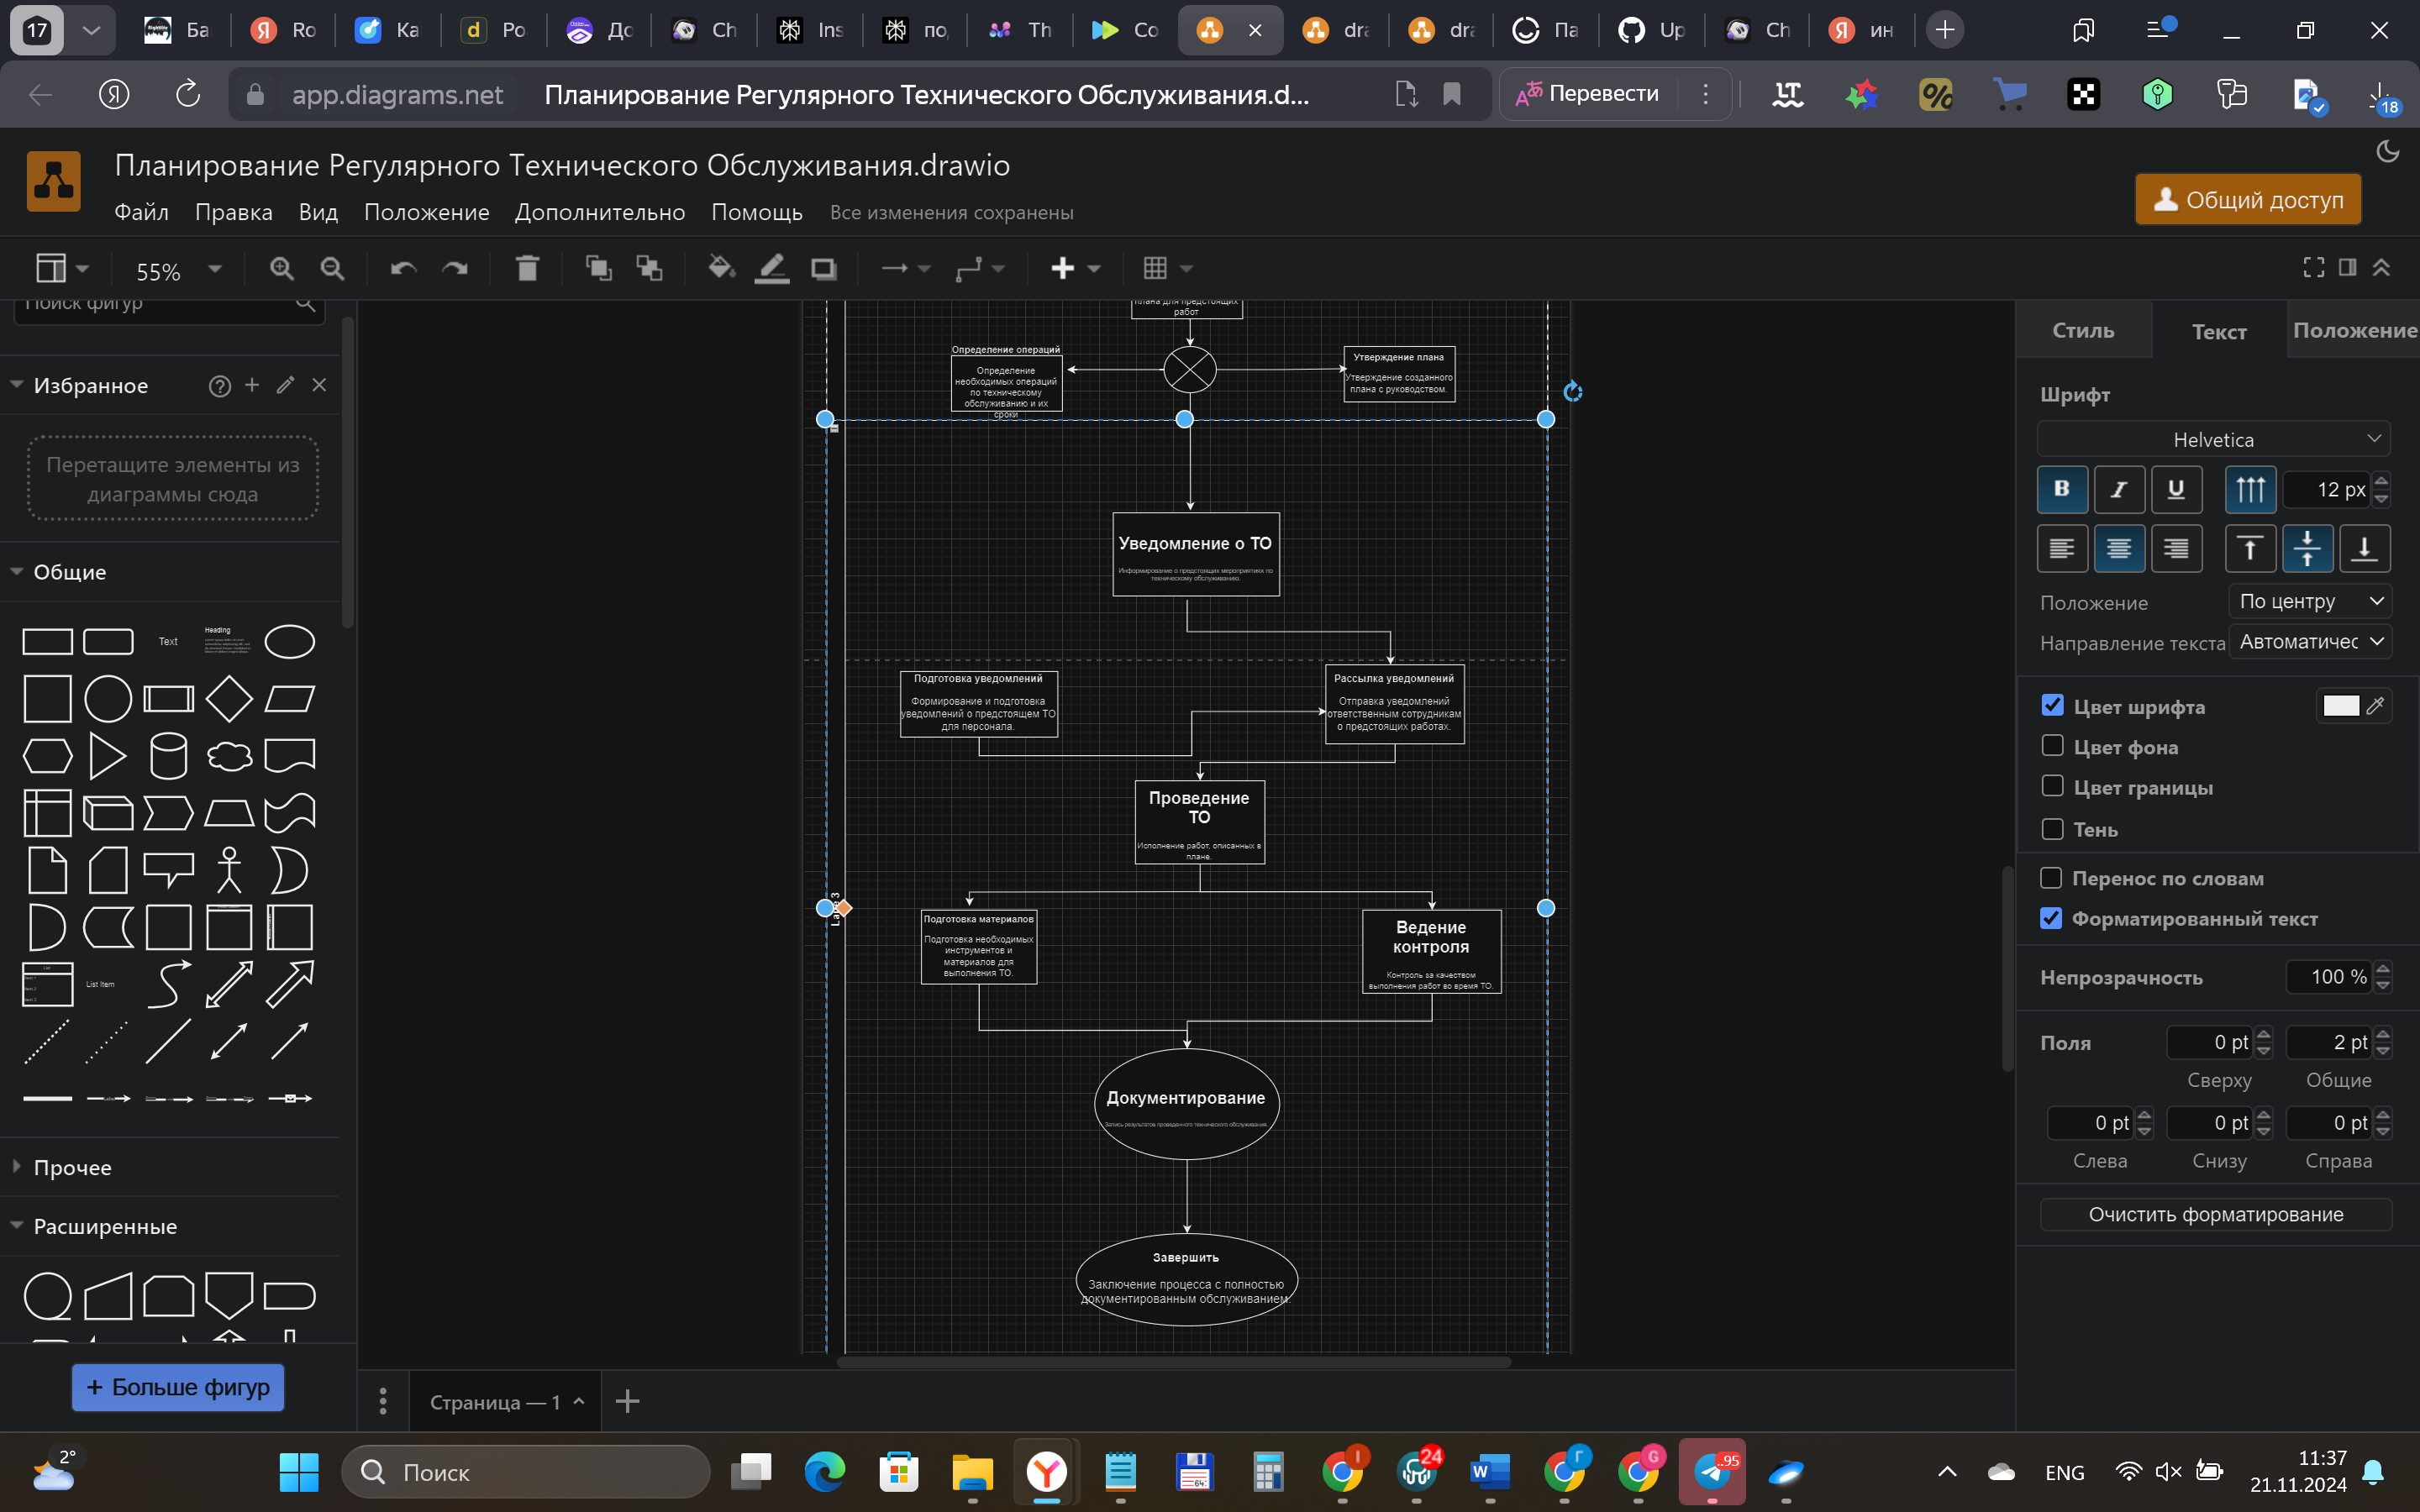 17
Ба
Ro
Ка
Ро
До
Ch
Ins
по
Th
Co
dra
dra
Па
Up
Ch
ин
app.diagrams.net
Планирование Регулярного Технического Обслуживания.d...
Перевести
18
Планирование Регулярного Технического Обслуживания.drawio
Файл
Правка
Вид
Положение
Дополнительно
Помощь
Все изменения сохранены
Общий доступ
55%
Поиск фигур
Избранное
Перетащите элементы из
диаграммы сюда
Общие
Text
Heading
List Item
Прочее
Расширенные
+ Больше фигур
плана для предстоящих
работ
Определение операций
Определение
необходимых операций
по техническому
обслуживанию и их
сроки
Утверждение плана
Утверждение созданного
плана с руководством.
Уведомление о ТО
Информирование о предстоящих мероприятиях по
техническому обслуживанию.
Подготовка уведомлений
Формирование и подготовка
уведомлений о предстоящем ТО
для персонала.
Рассылка уведомлений
Отправка уведомлений
ответственным сотрудникам
о предстоящих работах.
Проведение
ТО
Исполнение работ, описанных в
плане.
Lane 3
Подготовка материалов
Подготовка необходимых
инструментов и
материалов для
выполнения ТО.
Ведение
контроля
Контроль за качеством
выполнения работ во время ТО.
Документирование
Запись результатов проведенного технического обслуживания.
Завершить
Заключение процесса с полностью
документированным обслуживанием.
Страница — 1
Стиль
Текст
Положение
Шрифт
Helvetica
B
I
U
12 px
Положение
По центру
Направление текста
Автоматичес
Цвет шрифта
Цвет фона
Цвет границы
Тень
Перенос по словам
Форматированный текст
Непрозрачность
100 %
Поля
0 pt
2 pt
Сверху
Общие
0 pt
0 pt
0 pt
Слева
Снизу
Справа
Очистить форматирование
2°
Поиск
24
..95
ENG
11:37
21.11.2024